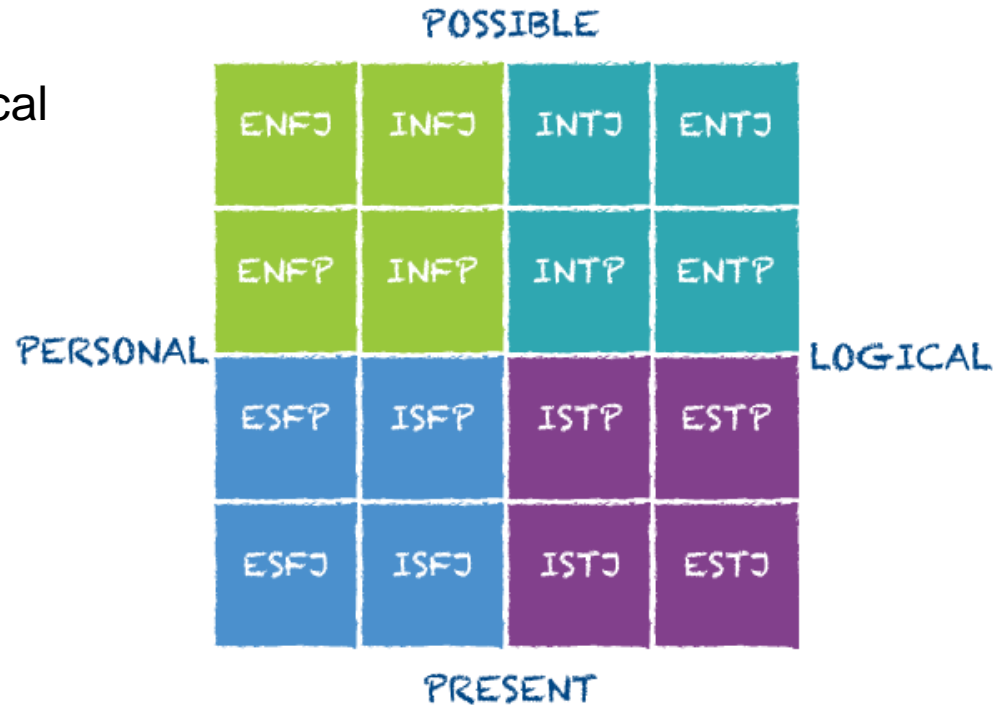 POSSIBLE
cal
ENFJ INFJ INTJ ENTJ
ENFP INFP INTP ENTP
PERSONAL LOGICAL
ESFP ISFP ISTP ESTP
ESFJ ISFJ ISTJ ESTJ
PRESENT